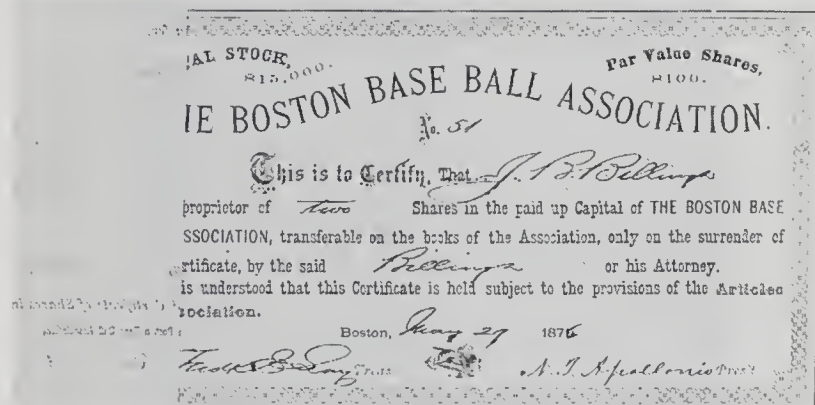 AL STOCK,
$15,000.
Par Value Shares,
$100.
IE BOSTON BASE BALL ASSOCIATION.
No. 51
This is to Certify, That J. B. Billings
proprietor of two Shares in the paid up Capital of THE BOSTON BASE
SSOCIATION, transferable on the books of the Association, only on the surrender of
rtificate, by the said Billings or his Attorney.
is understood that this Certificate is held subject to the provisions of the Articles
sociation.
Boston, May 29 1876
Treas N. T. Apollonio Pres't